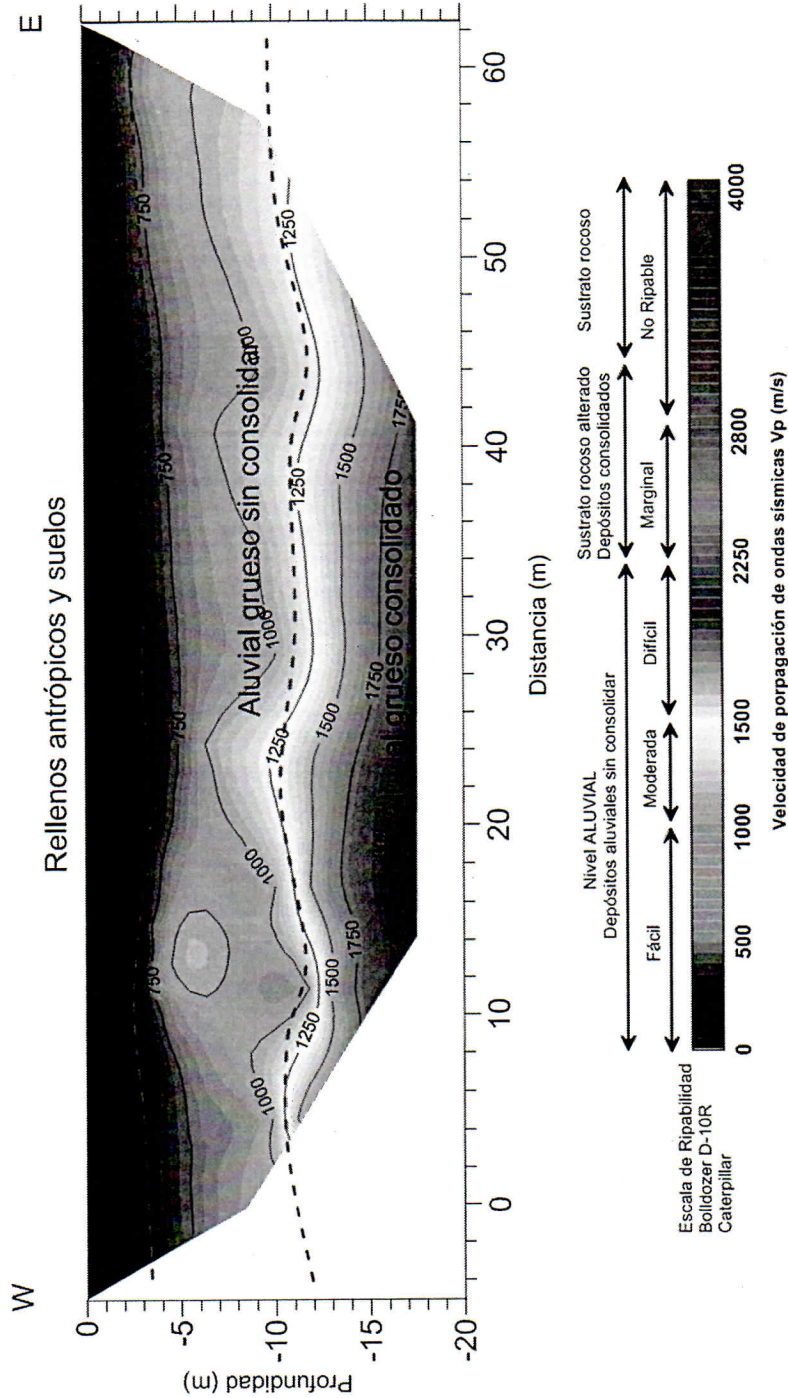 W
E
Rellenos antrópicos y suelos
Profundidad (m)
0
-5
-10
-15
-20
750
750
750
750
750
1000
1000
1000
1000
1250
1250
1250
1250
1500
1500
1500
1750
1750
1750
Aluvial grueso sin consolidar
al grueso consolidado
0
10
20
30
40
50
60
Distancia (m)
Nivel ALUVIAL
Depósitos aluviales sin consolidar
Sustrato rocoso alterado
Depósitos consolidados
Sustrato rocoso
Escala de Ripabilidad
Bolldozer D-10R
Caterpillar
Fácil
Moderada
Difícil
Marginal
No Ripable
0
500
1000
1500
2250
2800
4000
Velocidad de porpagación de ondas sísmicas Vp (m/s)